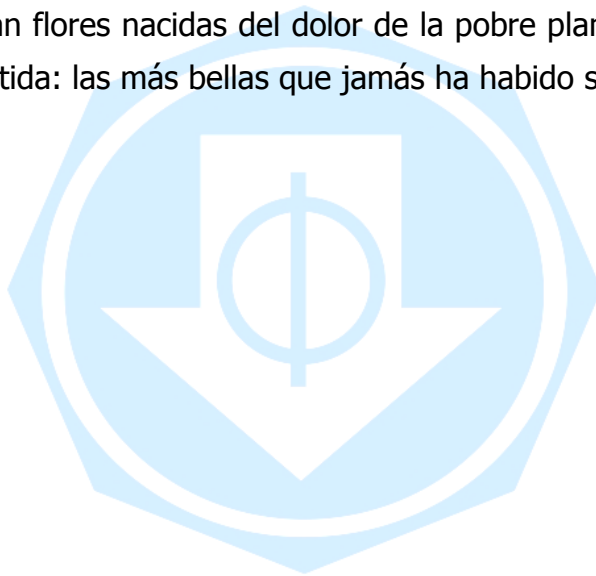 an flores nacidas del dolor de la pobre plan
tida: las más bellas que jamás ha habido s